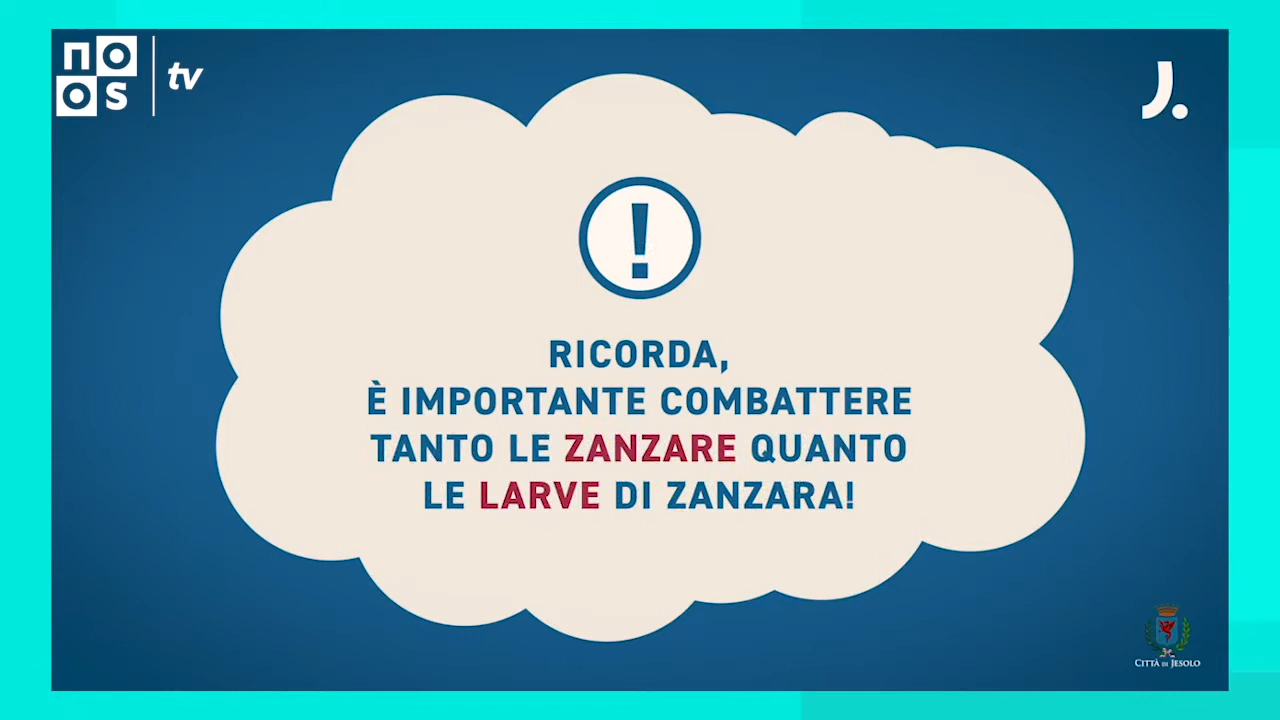 noos tv
J.
!
RICORDA,
È IMPORTANTE COMBATTERE
TANTO LE ZANZARE QUANTO
LE LARVE DI ZANZARA!
CITTÀ DI JESOLO